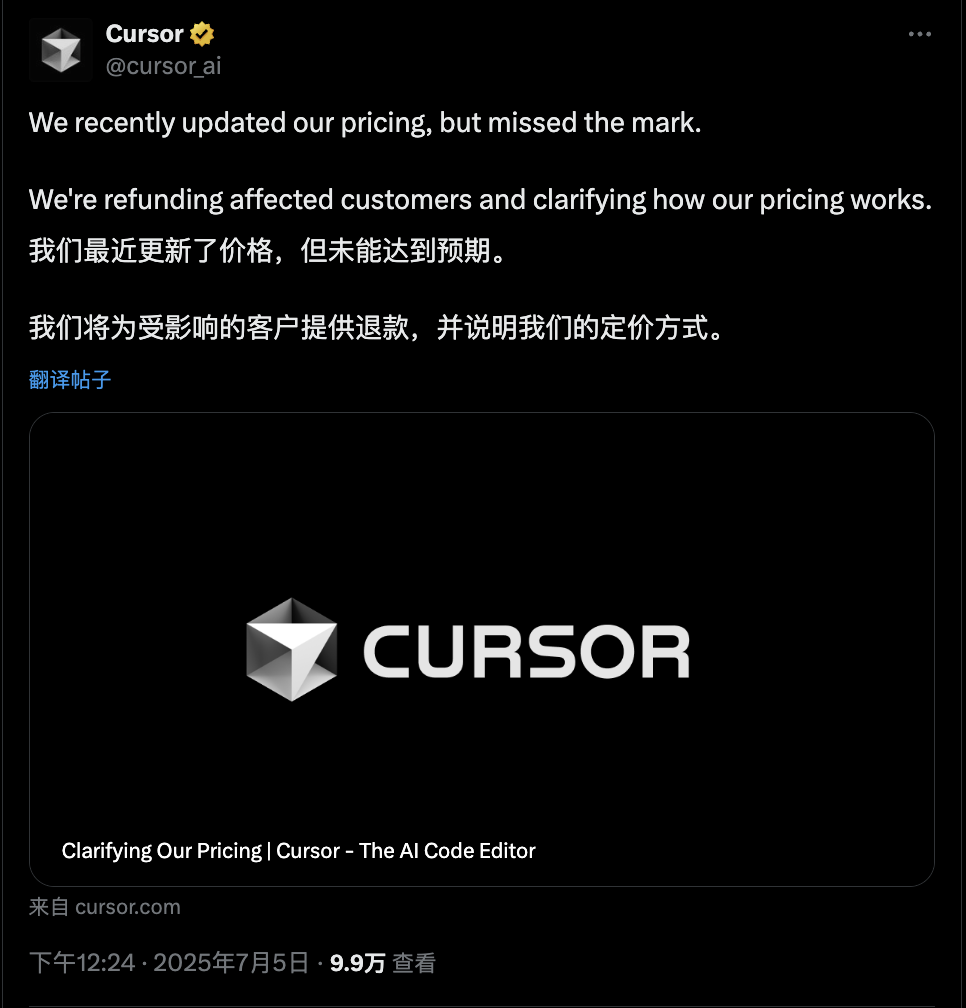 Cursor
@cursor_ai
We recently updated our pricing, but missed the mark.
We're refunding affected customers and clarifying how our pricing works.
我们最近更新了价格，但未能达到预期。
我们将为受影响的客户提供退款，并说明我们的定价方式。
翻译帖子
CURSOR
Clarifying Our Pricing | Cursor - The AI Code Editor
来自 cursor.com
下午12:24 · 2025年7月5日 · 9.9万 查看